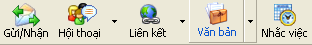 Gửi/Nhận Hội thoại Liên kết Văn bản Nhắc việc